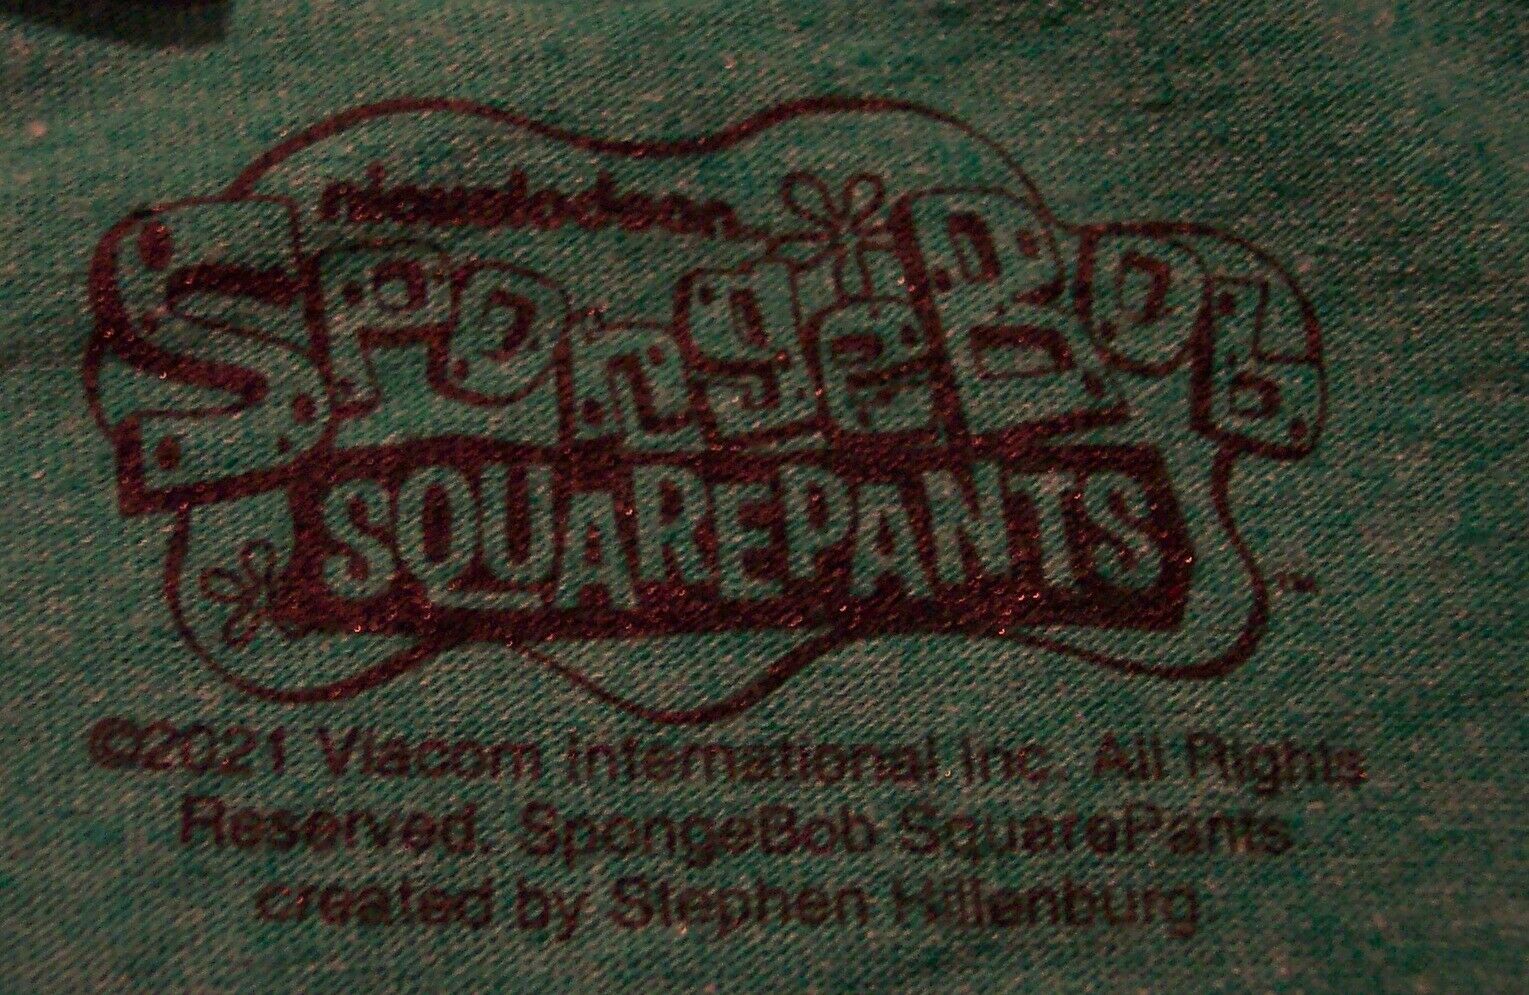 nickelodeon
SpongeBob
SQUAREPANTS
™
©2021 Viacom International Inc. All Rights
Reserved. SpongeBob SquarePants
created by Stephen Hillenburg.